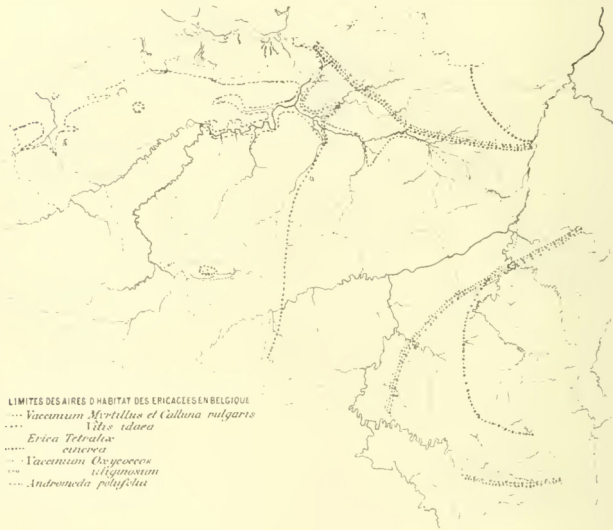 LIMITES DES AIRES D'HABITAT DES ERICACEES EN BELGIQUE
Vaccinium Myrtillus et Calluna vulgaris
Vitis idaea
Erica Tetralix
cinerea
Vaccinium Oxycoccos
uliginosum
Andromeda polifolia